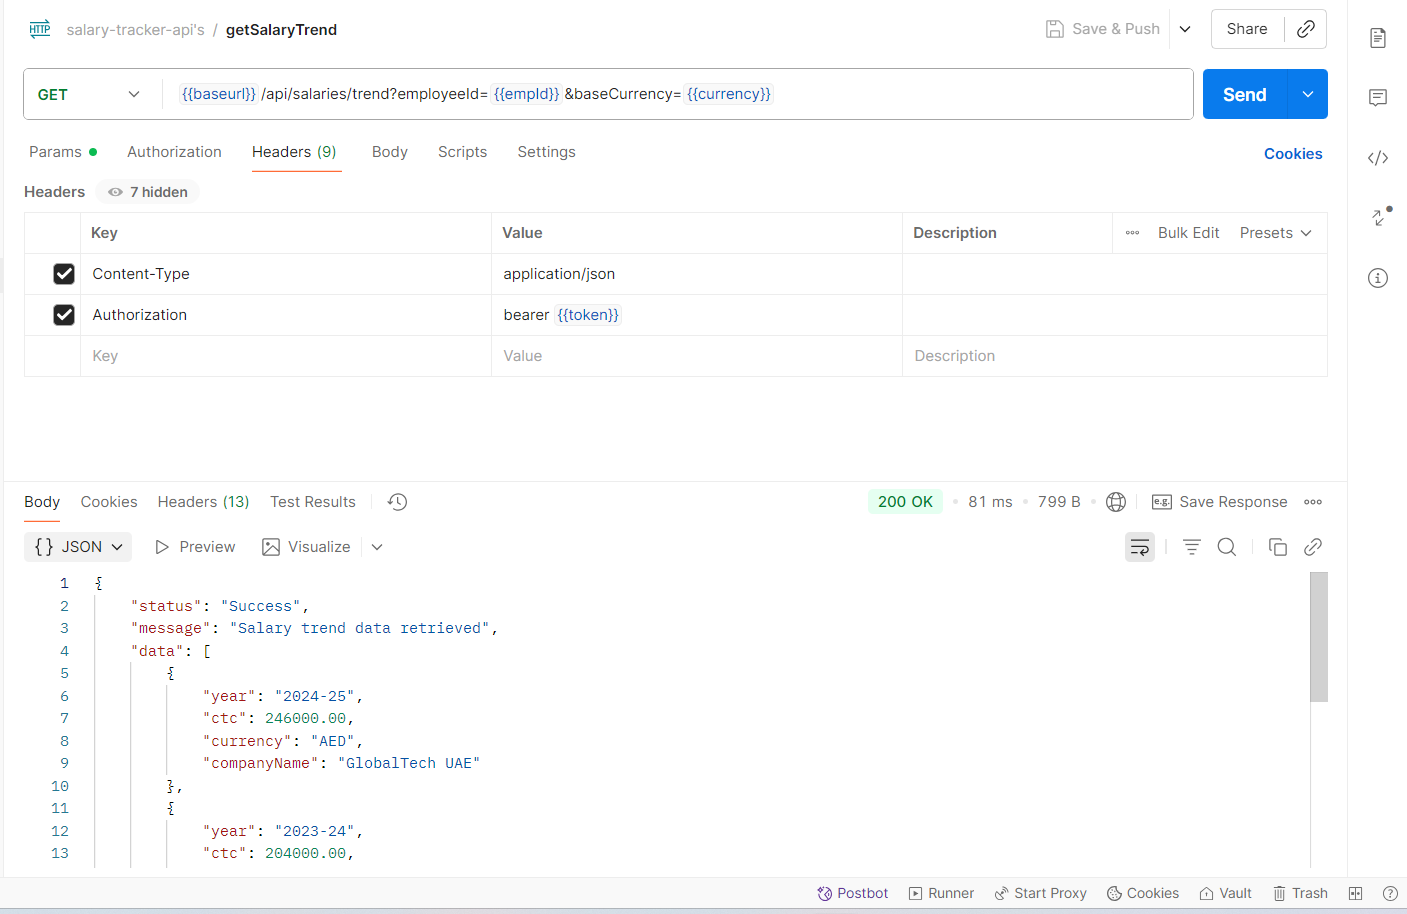 HTTP salary-tracker-api's / getSalaryTrend Save & Push Share
GET {{baseurl}} /api/salaries/trend?employeeId= {{empId}} &baseCurrency= {{currency}} Send
Params Authorization Headers (9) Body Scripts Settings Cookies
Headers 7 hidden
Key Value Description Bulk Edit Presets
Content-Type application/json
Authorization bearer {{token}}
Key Value Description
Body Cookies Headers (13) Test Results 200 OK 81 ms 799 B e.g. Save Response
{} JSON Preview Visualize
1 {
2 "status": "Success",
3 "message": "Salary trend data retrieved",
4 "data": [
5 {
6 "year": "2024-25",
7 "ctc": 246000.00,
8 "currency": "AED",
9 "companyName": "GlobalTech UAE"
10 },
11 {
12 "year": "2023-24",
13 "ctc": 204000.00,
Postbot Runner Start Proxy Cookies Vault Trash